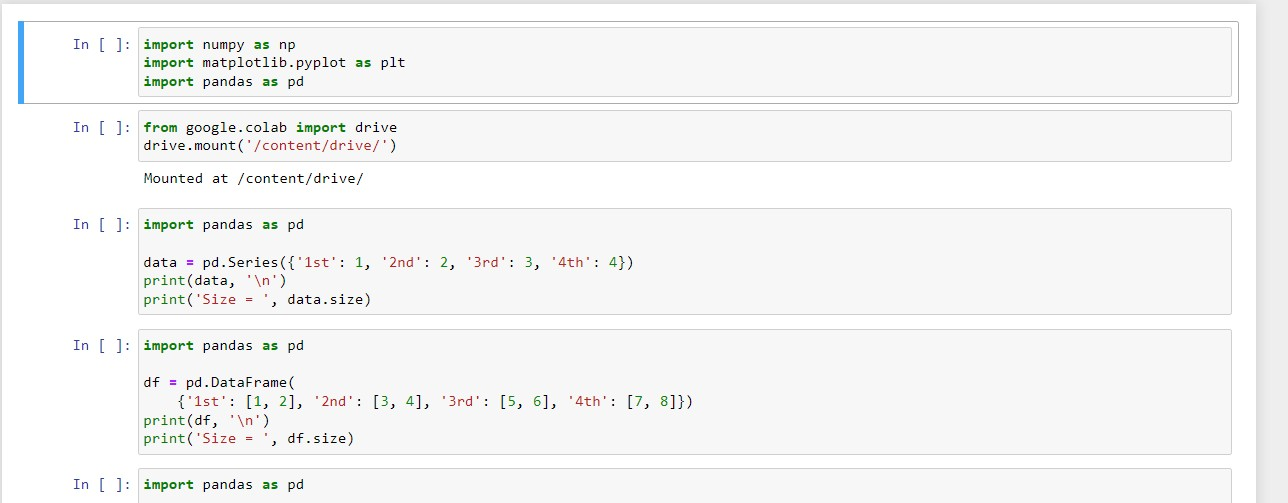 In [ ]: import numpy as np
import matplotlib.pyplot as plt
import pandas as pd
In [ ]: from google.colab import drive
drive.mount('/content/drive/')
Mounted at /content/drive/
In [ ]: import pandas as pd
data = pd.Series({'1st': 1, '2nd': 2, '3rd': 3, '4th': 4})
print(data, '\n')
print('Size = ', data.size)
In [ ]: import pandas as pd
df = pd.DataFrame(
    {'1st': [1, 2], '2nd': [3, 4], '3rd': [5, 6], '4th': [7, 8]})
print(df, '\n')
print('Size = ', df.size)
In [ ]: import pandas as pd